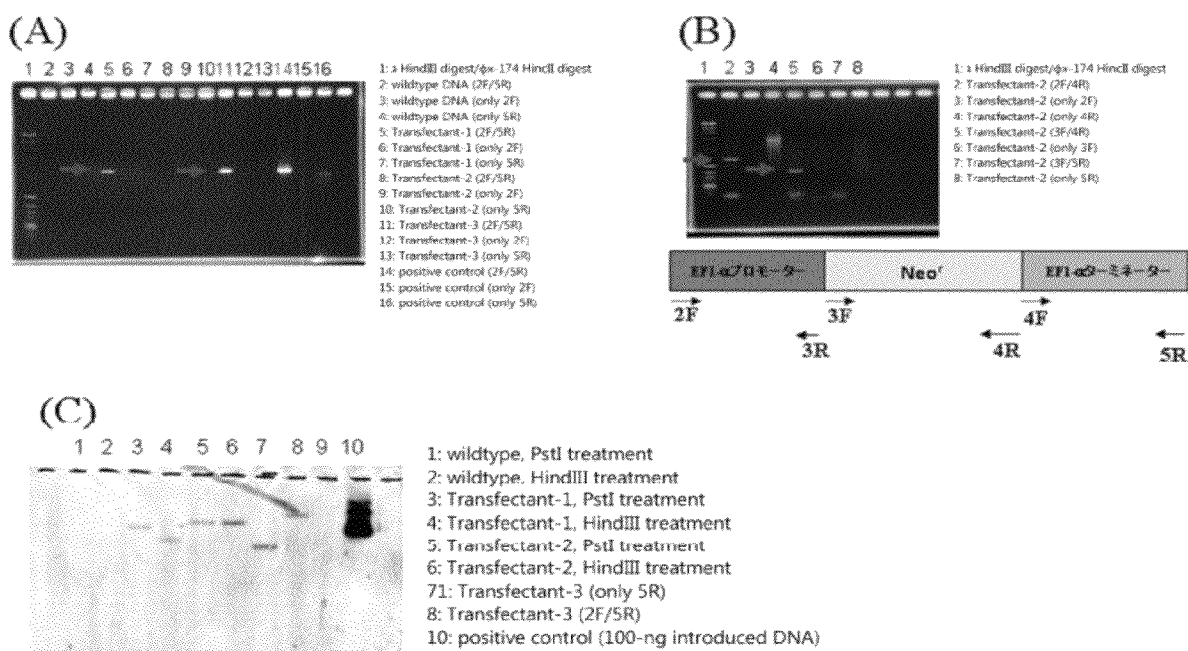 (A)
1 2 3 4 5 6 7 8 9 10 11 12 13 14 15 16
1: λ HindIII digest/φx-174 HincII digest
2: wildtype DNA (2F/5R)
3: wildtype DNA (only 2F)
4: wildtype DNA (only 5R)
5: Transfectant-1 (2F/5R)
6: Transfectant-1 (only 2F)
7: Transfectant-1 (only 5R)
8: Transfectant-2 (2F/5R)
9: Transfectant-2 (only 2F)
10: Transfectant-2 (only 5R)
11: Transfectant-3 (2F/5R)
12: Transfectant-3 (only 2F)
13: Transfectant-3 (only 5R)
14: positive control (2F/5R)
15: positive control (only 2F)
16: positive control (only 5R)
(B)
1 2 3 4 5 6 7 8
1: λ HindIII digest/φx-174 HincII digest
2: Transfectant-2 (2F/4R)
3: Transfectant-2 (only 2F)
4: Transfectant-2 (only 4R)
5: Transfectant-2 (3F/4R)
6: Transfectant-2 (only 3F)
7: Transfectant-2 (3F/5R)
8: Transfectant-2 (only 5R)
EF1-αプロモーター Neoʳ EF1-αターミネーター
2F 3F 4F
3R 4R 5R
(C)
1 2 3 4 5 6 7 8 9 10
1: wildtype, PstI treatment
2: wildtype, HindIII treatment
3: Transfectant-1, PstI treatment
4: Transfectant-1, HindIII treatment
5: Transfectant-2, PstI treatment
6: Transfectant-2, HindIII treatment
71: Transfectant-3 (only 5R)
8: Transfectant-3 (2F/5R)
10: positive control (100-ng introduced DNA)